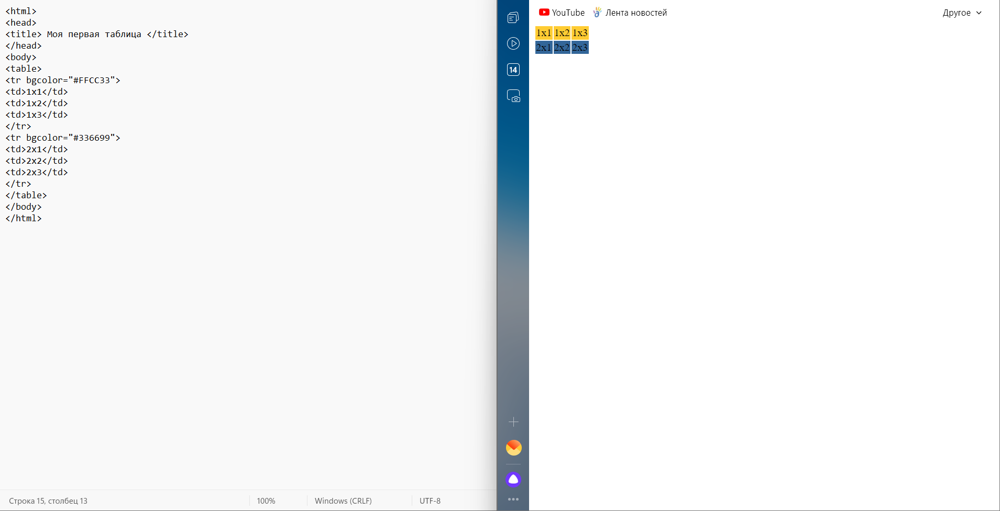 <html>
<head>
<title> Моя первая таблица </title>
</head>
<body>
<table>
<tr bgcolor="#FFCC33">
<td>1x1</td>
<td>1x2</td>
<td>1x3</td>
</tr>
<tr bgcolor="#336699">
<td>2x1</td>
<td>2x2</td>
<td>2x3</td>
</tr>
</table>
</body>
</html>
Строка 15, столбец 13 100% Windows (CRLF) UTF-8
14
YouTube Лента новостей Другое
1x1 1x2 1x3
2x1 2x2 2x3